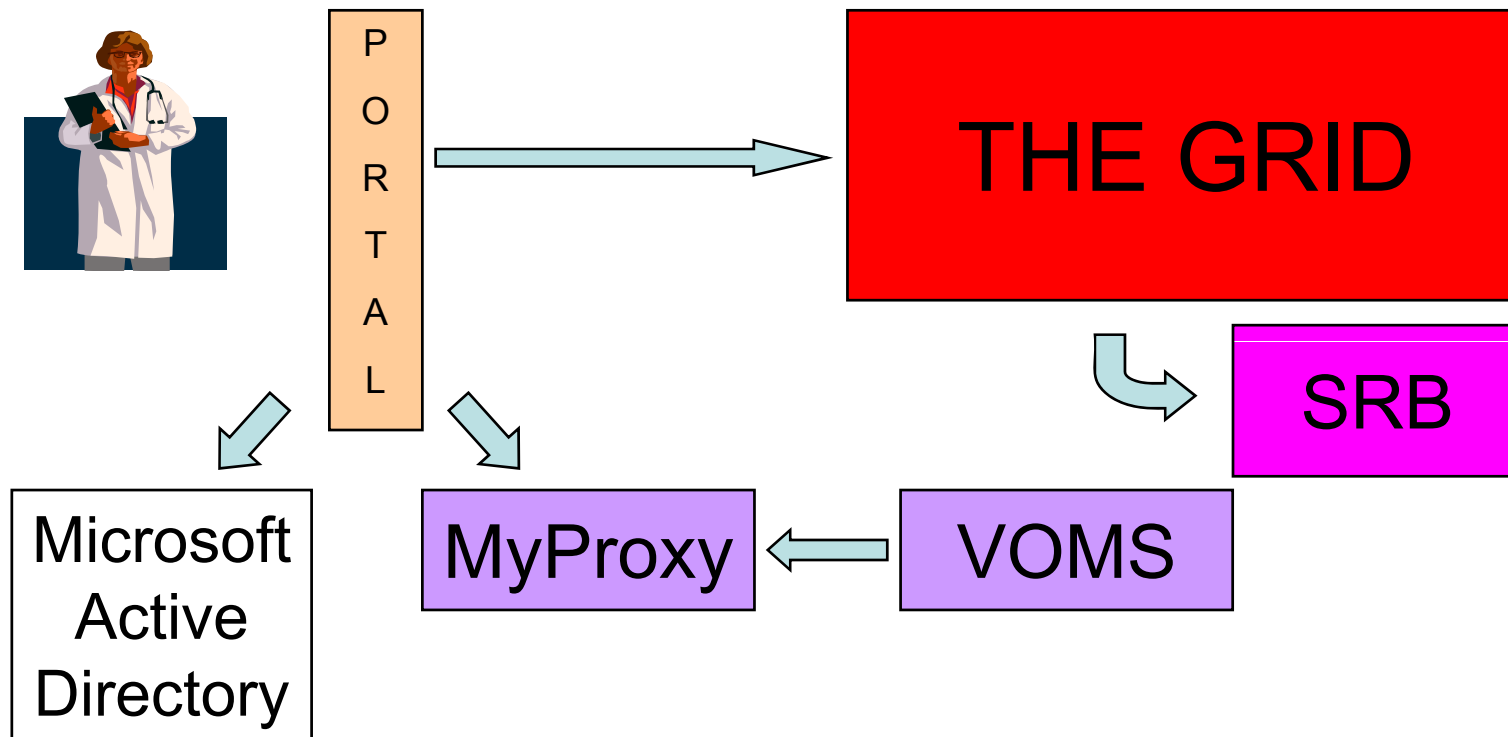 P
O
R
T
A
L
THE GRID
SRB
Microsoft
Active
Directory
MyProxy
VOMS